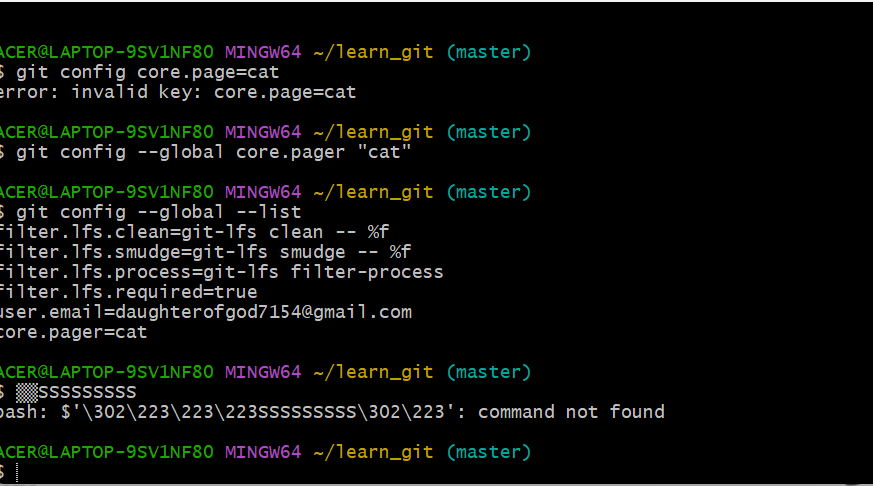 ACER@LAPTOP-9SV1NF80 MINGW64 ~/learn_git (master)
$ git config core.page=cat
error: invalid key: core.page=cat
ACER@LAPTOP-9SV1NF80 MINGW64 ~/learn_git (master)
$ git config --global core.pager "cat"
ACER@LAPTOP-9SV1NF80 MINGW64 ~/learn_git (master)
$ git config --global --list
filter.lfs.clean=git-lfs clean -- %f
filter.lfs.smudge=git-lfs smudge -- %f
filter.lfs.process=git-lfs filter-process
filter.lfs.required=true
user.email=daughterofgod7154@gmail.com
core.pager=cat
ACER@LAPTOP-9SV1NF80 MINGW64 ~/learn_git (master)
$ ▒▒SSSSSSSSS
bash: $'\302\223\223\223SSSSSSSSS\302\223': command not found
ACER@LAPTOP-9SV1NF80 MINGW64 ~/learn_git (master)
$